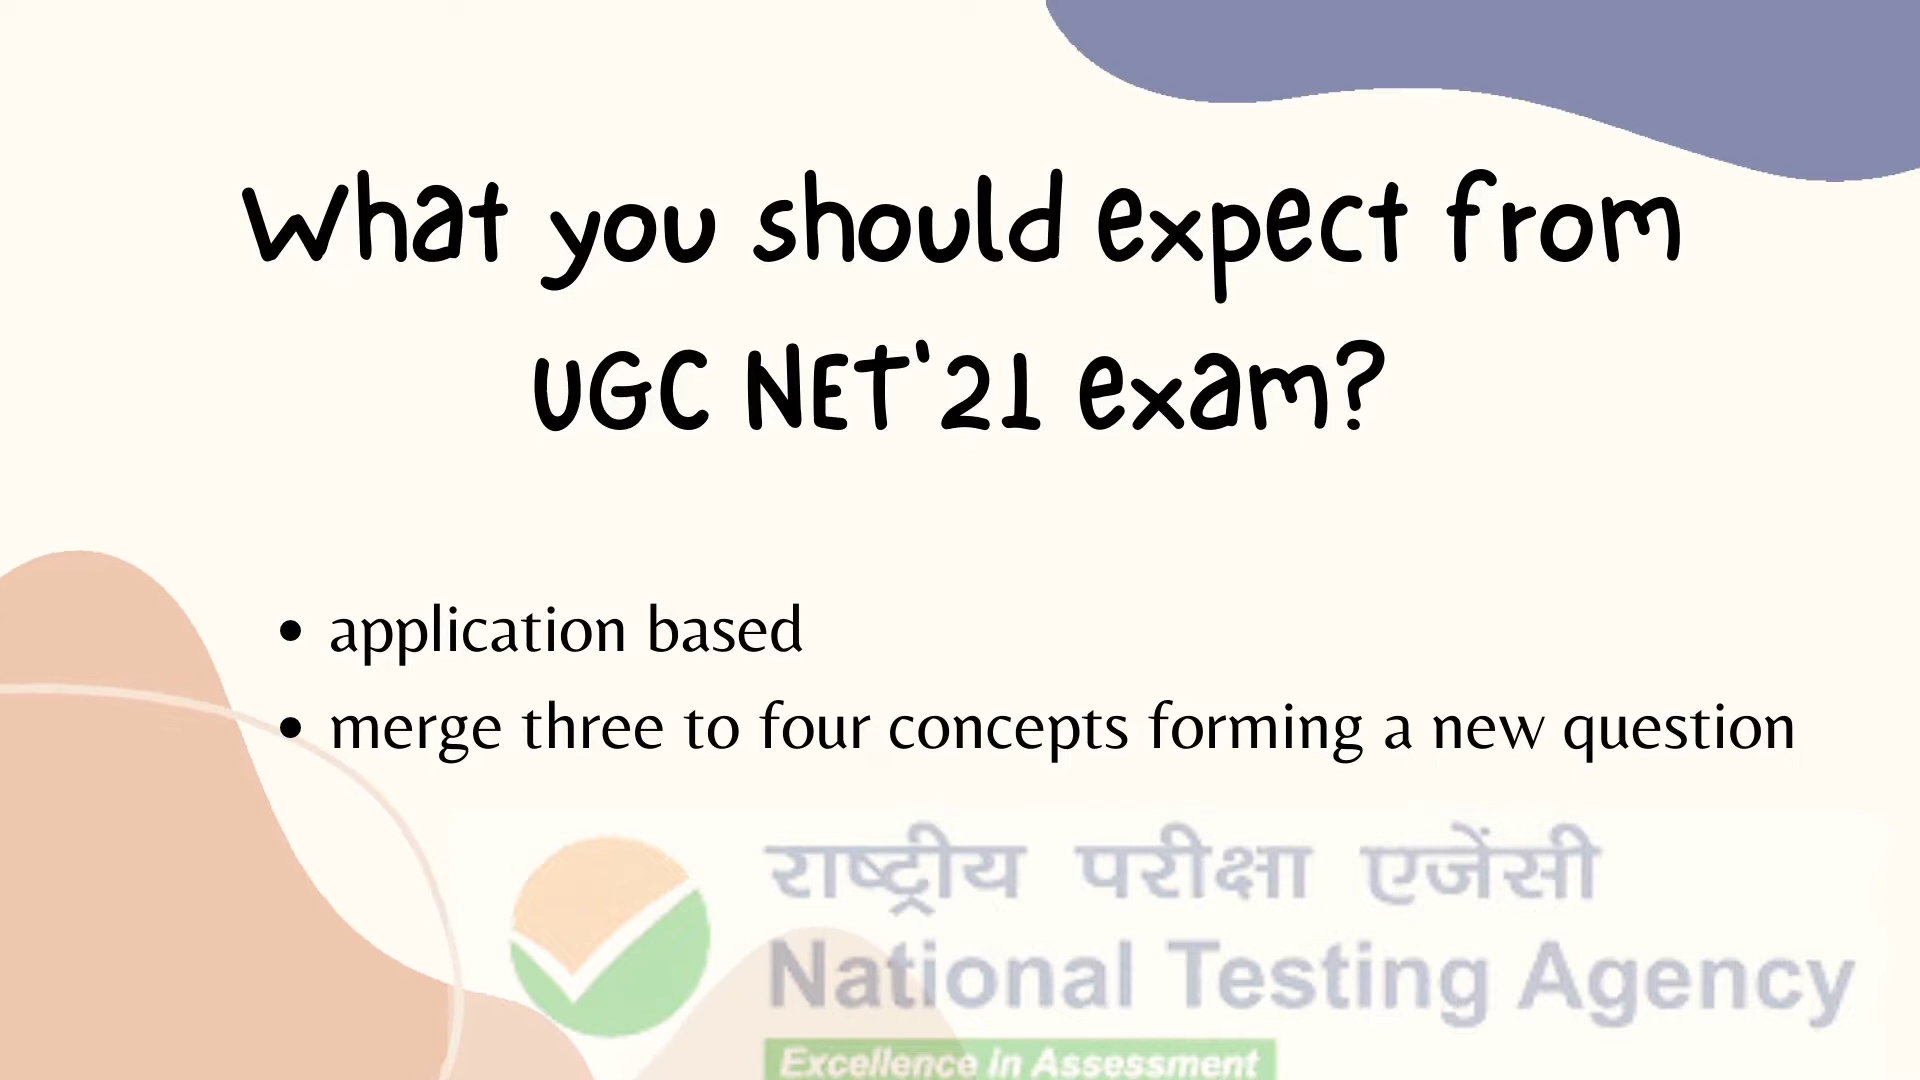 What you should expect from
UGC NET'21 exam?
• application based
• merge three to four concepts forming a new question
राष्ट्रीय परीक्षा एजेंसी
National Testing Agency
Excellence in Assessment